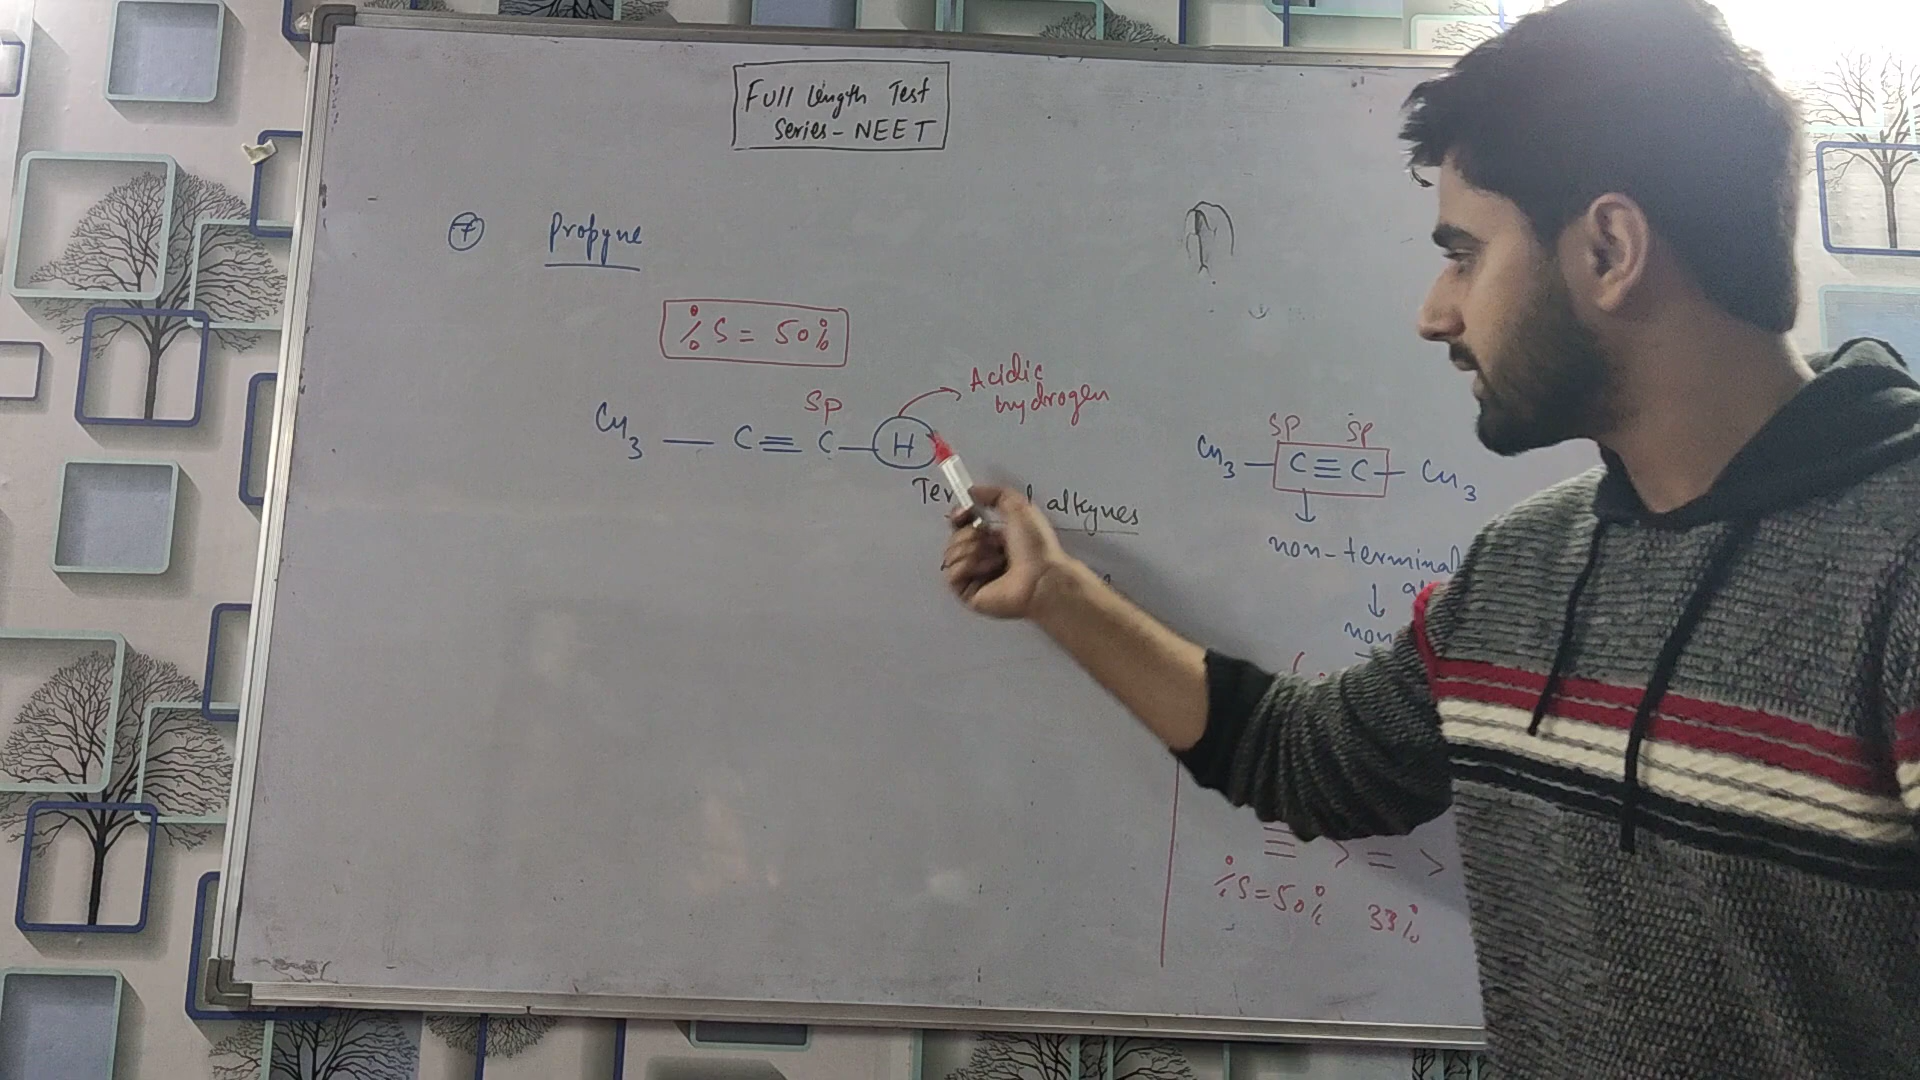 Full length Test
Series - NEET
7 Propyne
% S = 50%
Acidic
hydrogen
Sp
CH3 — C ≡ C — H
alkynes
Sp Sp
CH3 — C ≡ C — CH3
non-terminal
↓
non
≡ > = >
% S = 50% 33%